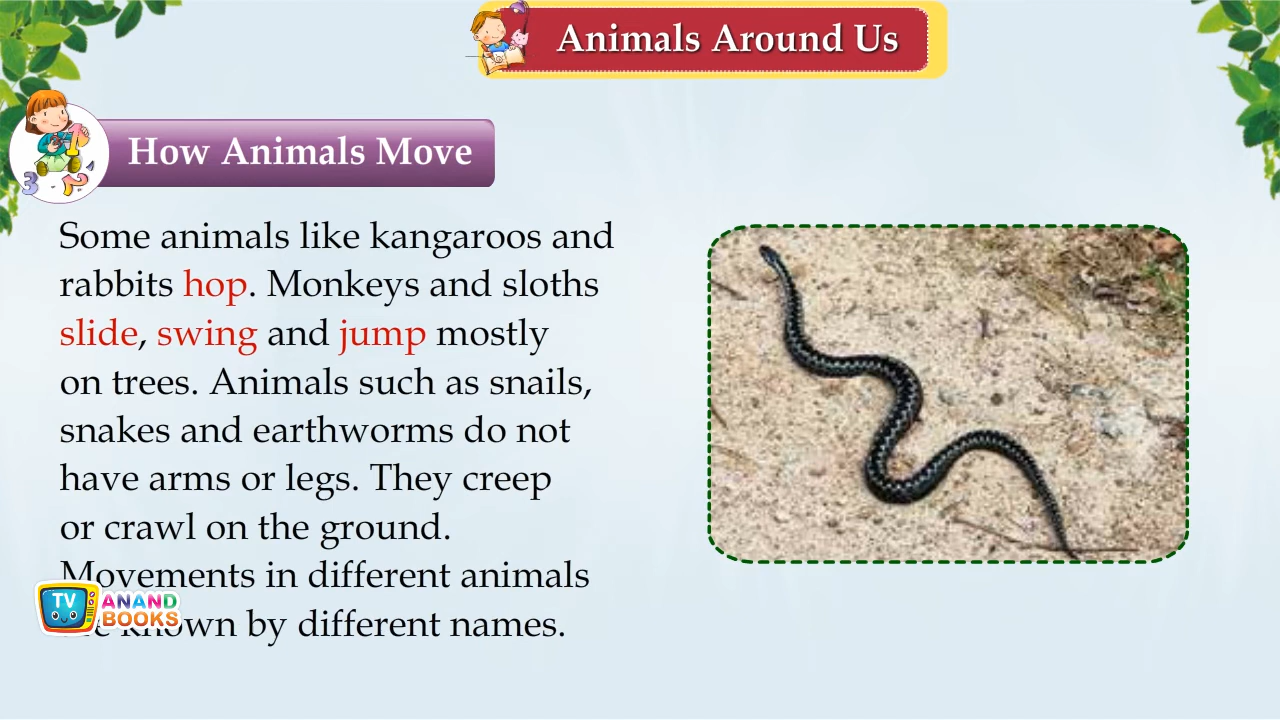 Animals Around Us
How Animals Move
Some animals like kangaroos and
rabbits hop. Monkeys and sloths
slide, swing and jump mostly
on trees. Animals such as snails,
snakes and earthworms do not
have arms or legs. They creep
or crawl on the ground.
Movements in different animals
known by different names.
TV ANAND
BOOKS